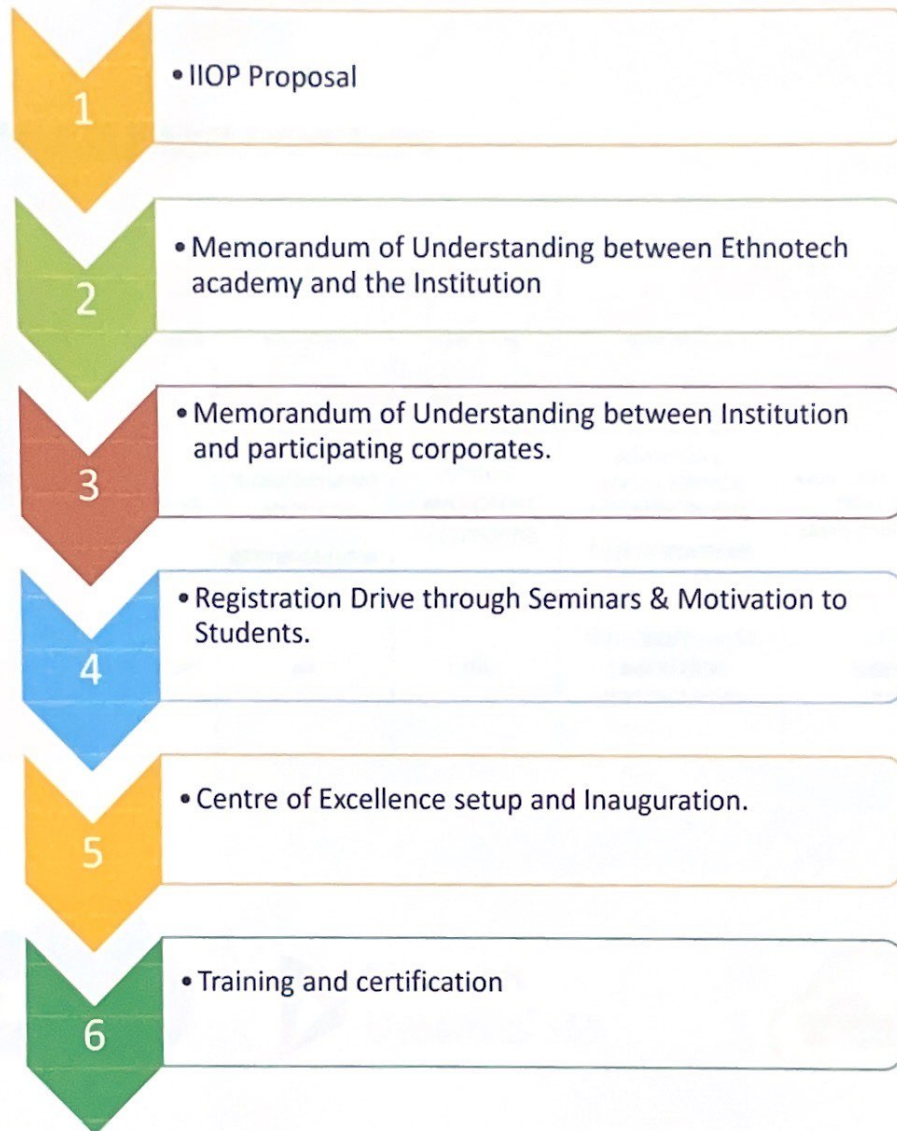 1
• IIOP Proposal
2
• Memorandum of Understanding between Ethnotech
academy and the Institution
3
• Memorandum of Understanding between Institution
and participating corporates.
4
• Registration Drive through Seminars & Motivation to
Students.
5
• Centre of Excellence setup and Inauguration.
6
• Training and certification